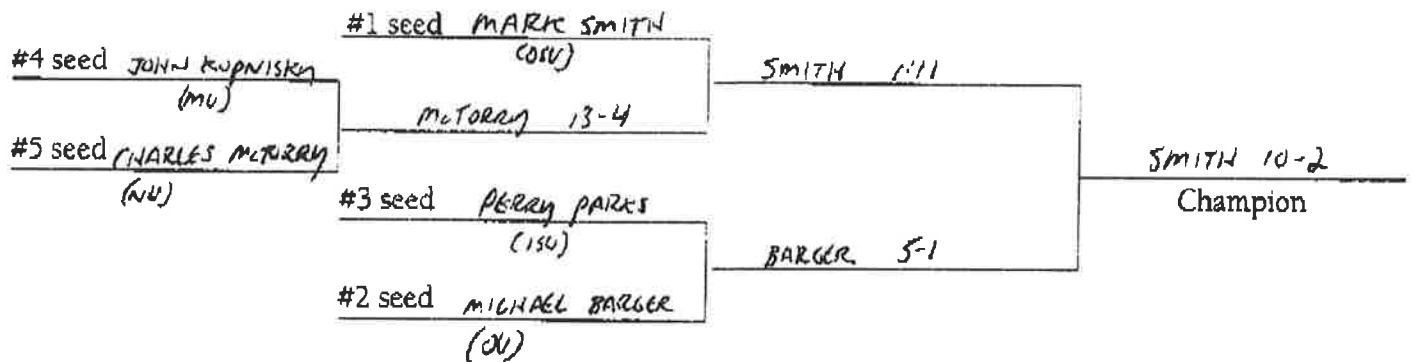 #1 seed MARK SMITH
(OSU)
#4 seed JOHN KUPNISKY
(MU)
SMITH
McTORRY 13-4
#5 seed CHARLES McTORRY
(NU)
SMITH 10-2
Champion
#3 seed PERRY PARKS
(ISU)
BARGER 5-1
#2 seed MICHAEL BARGER
(OU)